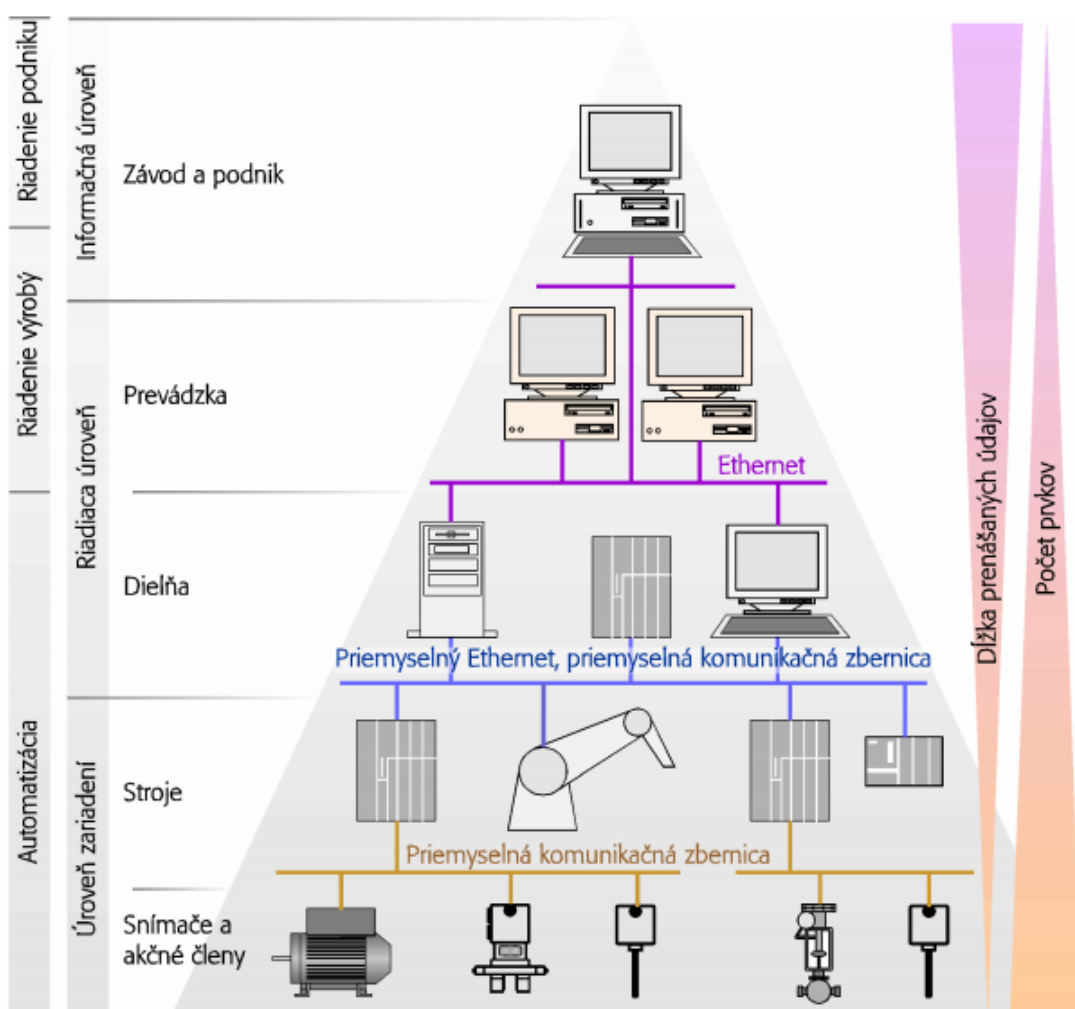 Riadenie podniku
Riadenie výroby
Automatizácia
Informačná úroveň
Riadiaca úroveň
Úroveň zariadení
Závod a podnik
Prevádzka
Ethernet
Dielňa
Priemyselný Ethernet, priemyselná komunikačná zbernica
Stroje
Priemyselná komunikačná zbernica
Snímače a
akčné členy
Dĺžka prenášaných údajov
Počet prvkov